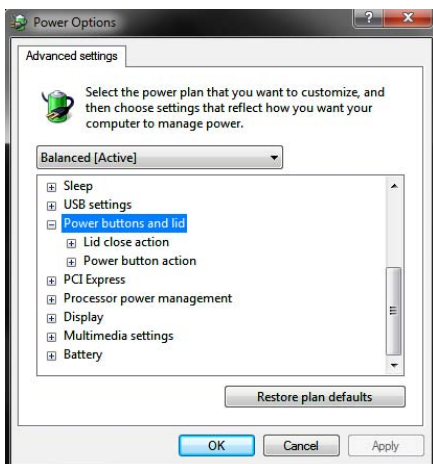 Power Options
Advanced settings
Select the power plan that you want to customize, and
then choose settings that reflect how you want your
computer to manage power.
Balanced [Active]
Sleep
USB settings
Power buttons and lid
Lid close action
Power button action
PCI Express
Processor power management
Display
Multimedia settings
Battery
Restore plan defaults
OK Cancel Apply